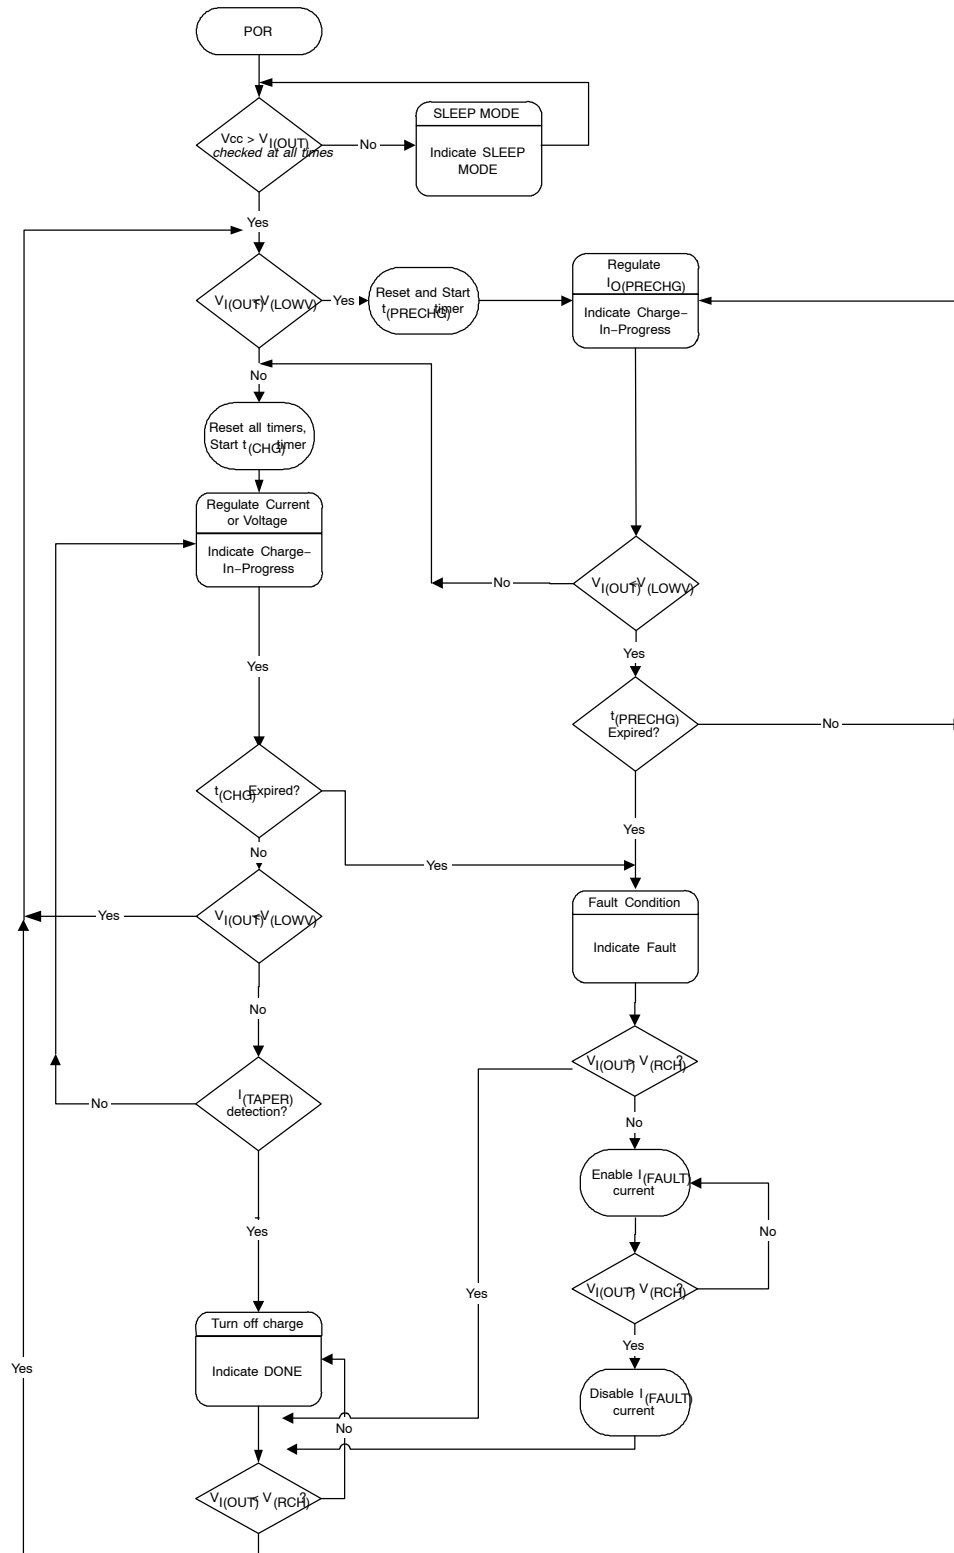 POR
Vcc > VI(OUT)
checked at all times
No
SLEEP MODE
Indicate SLEEP
MODE
Yes
VI(OUT)<V(LOWV)
Yes
Reset and Start
t(PRECHG) timer
Regulate
IO(PRECHG)
Indicate Charge-
In-Progress
No
Reset all timers,
Start t(CHG) timer
Regulate Current
or Voltage
Indicate Charge-
In-Progress
No
VI(OUT)<V(LOWV)
Yes
Yes
t(PRECHG)
Expired?
No
t(CHG) Expired?
Yes
No
Yes
Fault Condition
VI(OUT)<V(LOWV)
Yes
Indicate Fault
No
VI(OUT)> V(RCH)?
I(TAPER)
detection?
No
No
Enable I(FAULT)
current
Yes
No
VI(OUT)> V(RCH)?
Yes
Turn off charge
Yes
Yes
Indicate DONE
Disable I(FAULT)
current
No
VI(OUT)< V(RCH)?